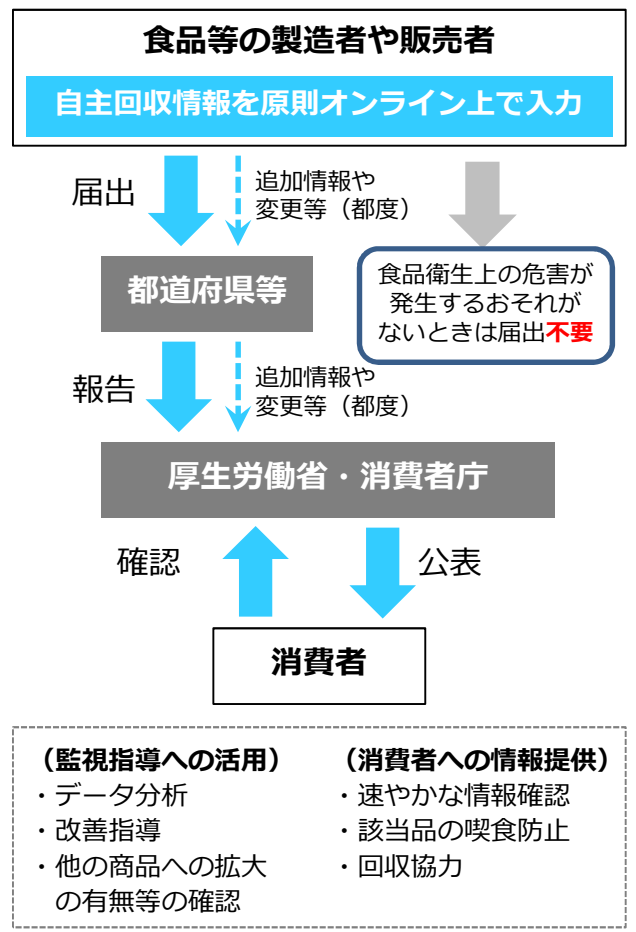 食品等の製造者や販売者
自主回収情報を原則オンライン上で入力
届出
追加情報や
変更等（都度）
食品衛生上の危害が
発生するおそれが
ないときは届出不要
都道府県等
報告
追加情報や
変更等（都度）
厚生労働省・消費者庁
確認
公表
消費者
（監視指導への活用）
・データ分析
・改善指導
・他の商品への拡大
の有無等の確認
（消費者への情報提供）
・速やかな情報確認
・該当品の喫食防止
・回収協力